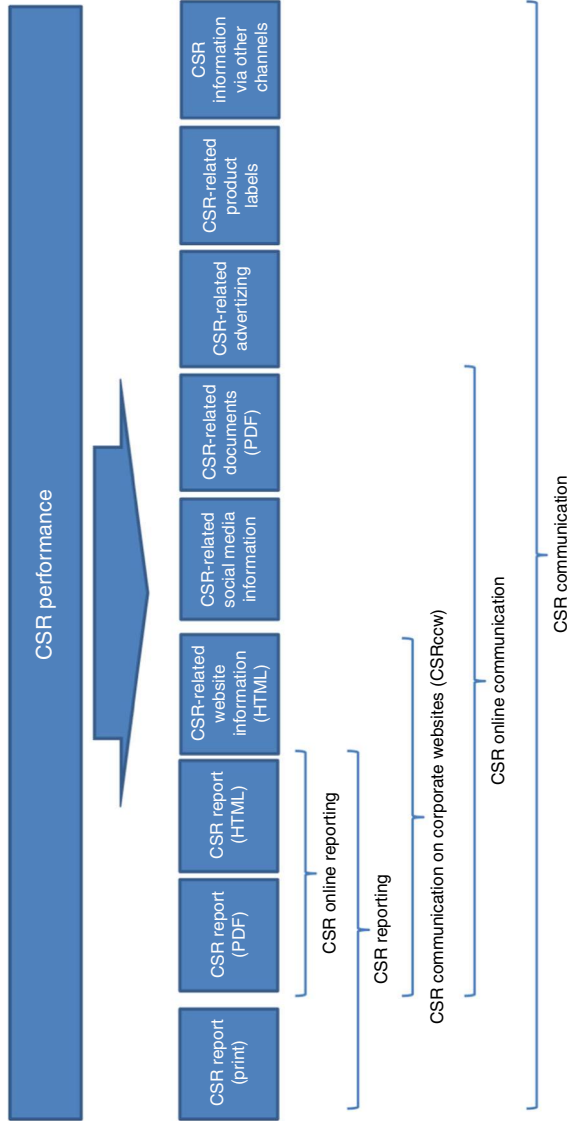 CSR performance
CSR report
(print)
CSR report
(PDF)
CSR report
(HTML)
CSR-related
website
information
(HTML)
CSR-related
social media
information
CSR-related
documents
(PDF)
CSR-related
advertizing
CSR-related
product
labels
CSR
information
via other
channels
CSR online reporting
CSR reporting
CSR communication on corporate websites (CSRccw)
CSR online communication
CSR communication